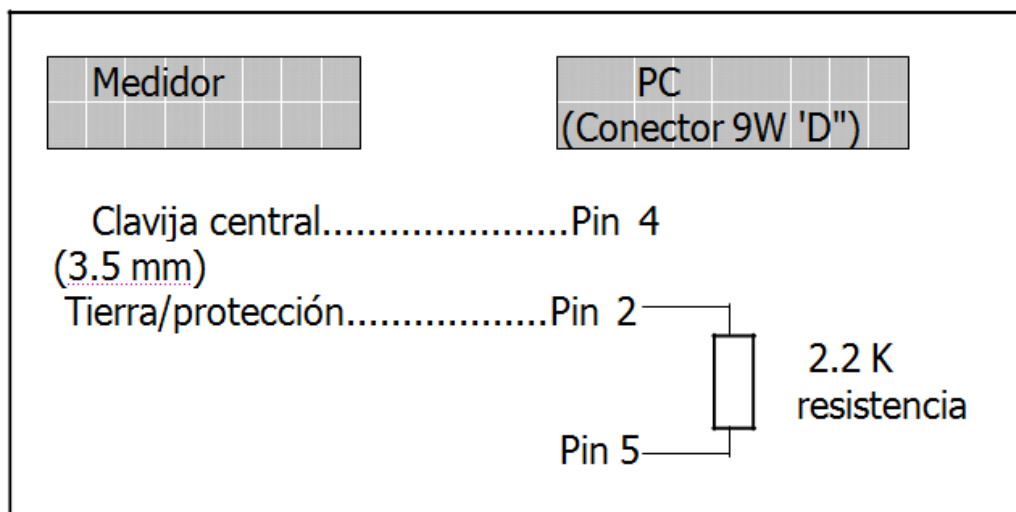 Medidor
PC
(Conector 9W 'D")
Clavija central......................Pin 4
(3.5 mm)
Tierra/protección..................Pin 2
2.2 K
resistencia
Pin 5